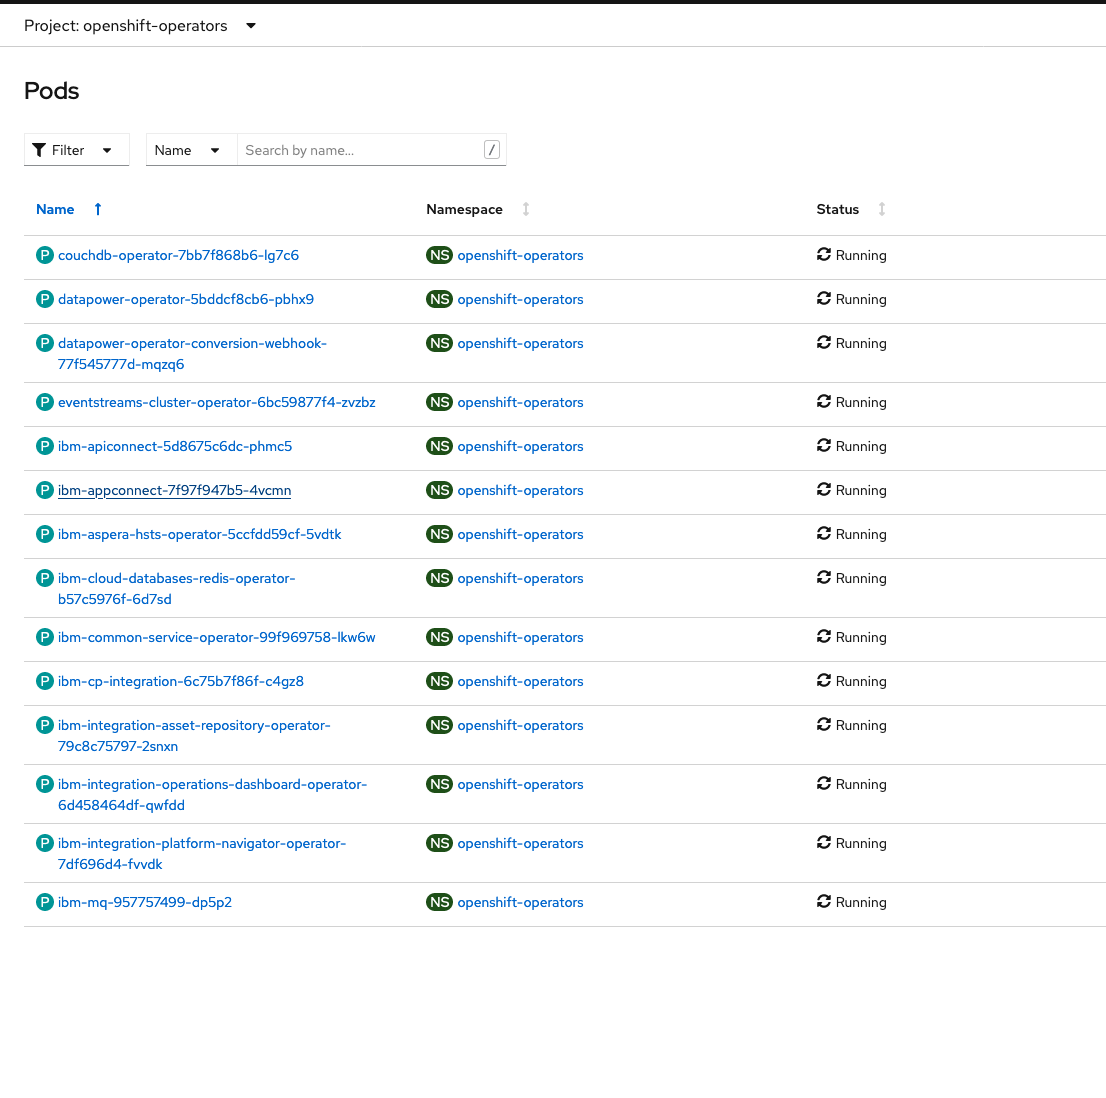 Project: openshift-operators
Pods
Filter Name Search by name... /
Name Namespace Status
P couchdb-operator-7bb7f868b6-lg7c6 NS openshift-operators Running
P datapower-operator-5bddcf8cb6-pbhx9 NS openshift-operators Running
P datapower-operator-conversion-webhook- NS openshift-operators Running
77f545777d-mqzq6
P eventstreams-cluster-operator-6bc59877f4-zvzbz NS openshift-operators Running
P ibm-apiconnect-5d8675c6dc-phmc5 NS openshift-operators Running
P ibm-appconnect-7f97f947b5-4vcmn NS openshift-operators Running
P ibm-aspera-hsts-operator-5ccfdd59cf-5vdtk NS openshift-operators Running
P ibm-cloud-databases-redis-operator- NS openshift-operators Running
b57c5976f-6d7sd
P ibm-common-service-operator-99f969758-lkw6w NS openshift-operators Running
P ibm-cp-integration-6c75b7f86f-c4gz8 NS openshift-operators Running
P ibm-integration-asset-repository-operator- NS openshift-operators Running
79c8c75797-2snxn
P ibm-integration-operations-dashboard-operator- NS openshift-operators Running
6d458464df-qwfdd
P ibm-integration-platform-navigator-operator- NS openshift-operators Running
7df696d4-fvvdk
P ibm-mq-957757499-dp5p2 NS openshift-operators Running